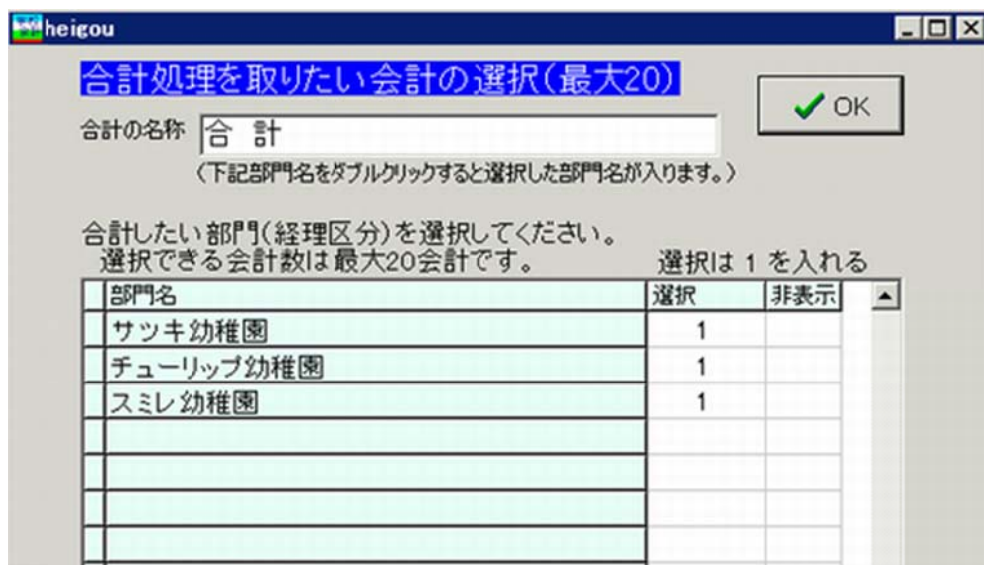 heigou
合計処理を取りたい会計の選択(最大20)
OK
合計の名称 合 計
(下記部門名をダブルクリックすると選択した部門名が入ります。)
合計したい部門(経理区分)を選択してください。
選択できる会計数は最大20会計です。 選択は 1 を入れる
部門名 選択 非表示
サツキ幼稚園 1
チューリップ幼稚園 1
スミレ幼稚園 1